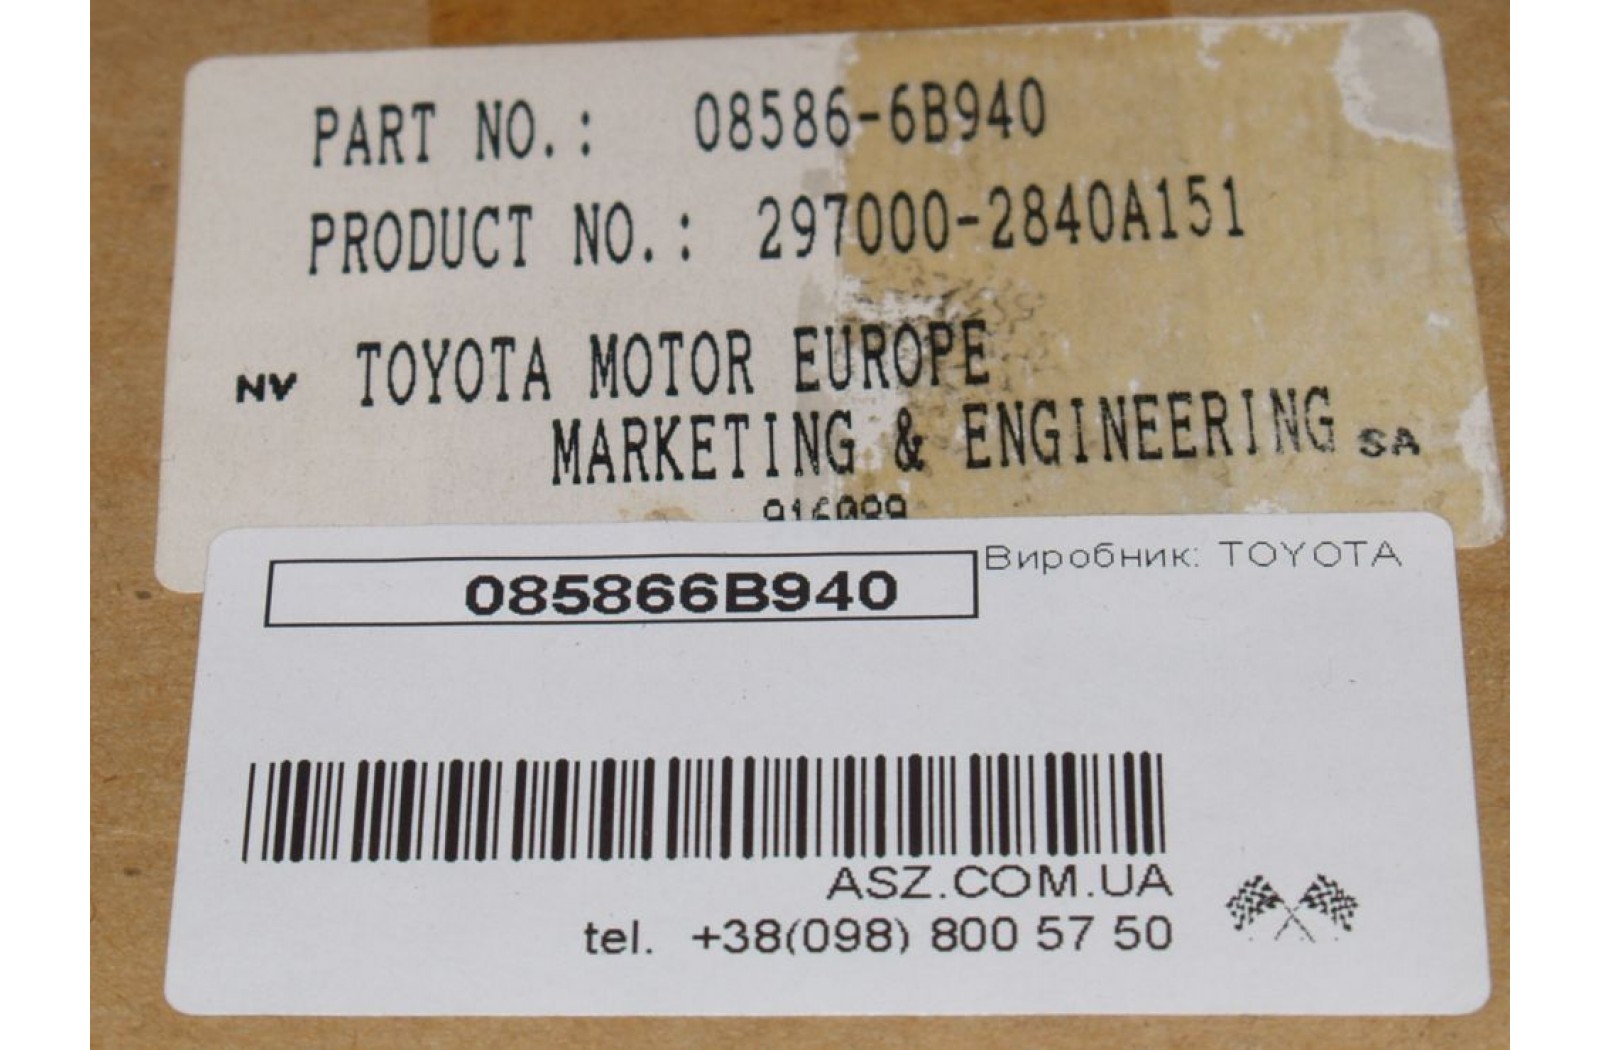 PART NO.: 08586-6B940
PRODUCT NO.: 297000-2840A151
NV TOYOTA MOTOR EUROPE
MARKETING & ENGINEERING SA
085866B940
Виробник: TOYOTA
ASZ.COM.UA
tel. +38(098) 800 57 50